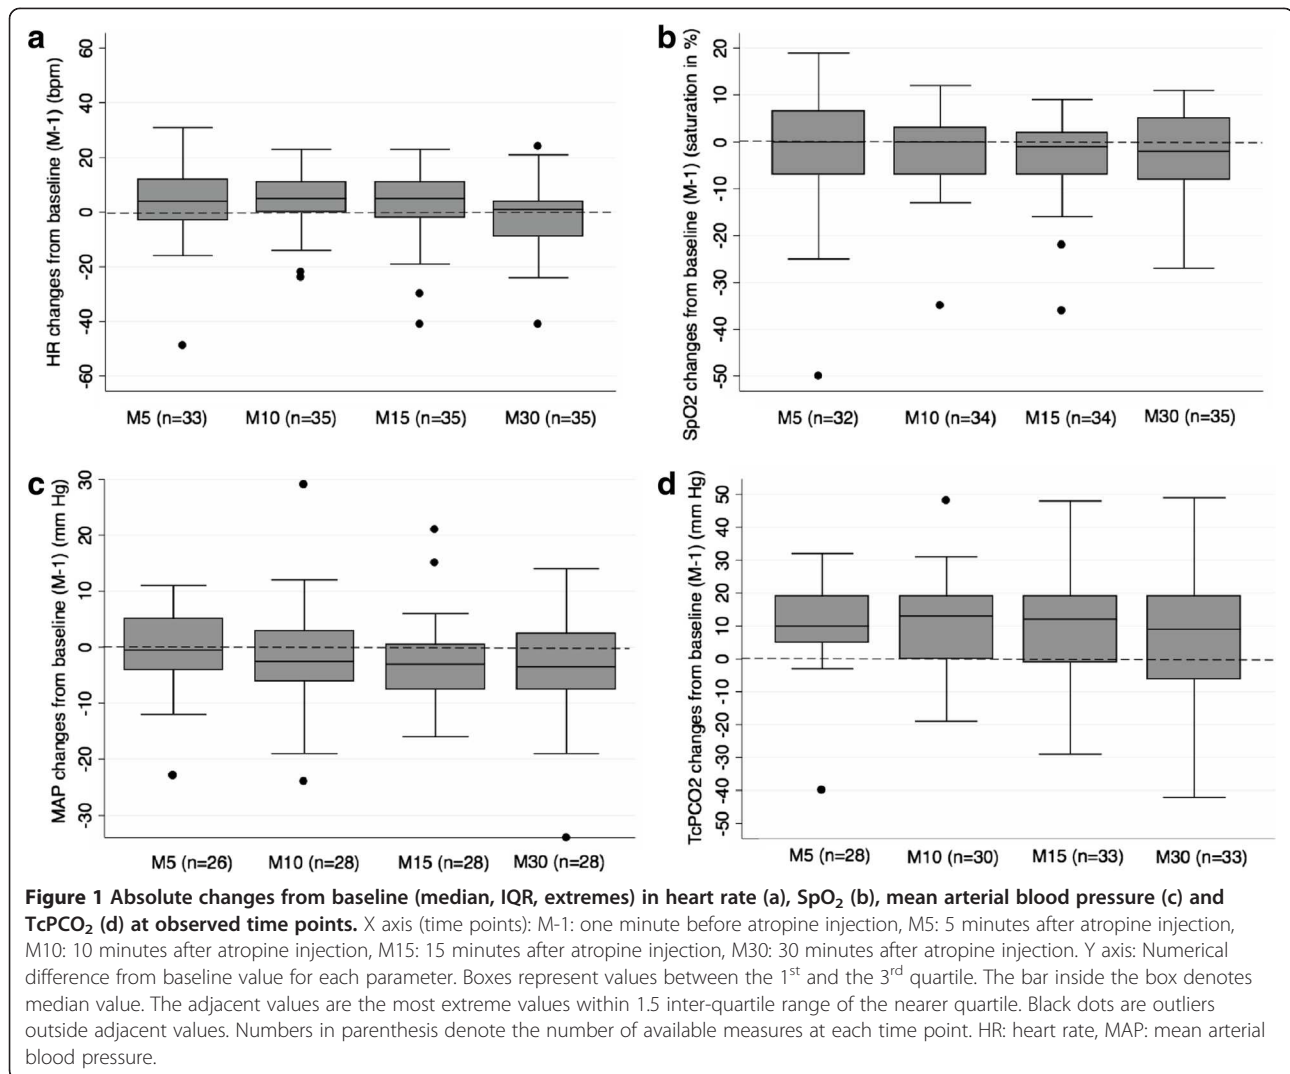 a
HR changes from baseline (M-1) (bpm)
60
40
20
0
-20
-40
-60
M5 (n=33) M10 (n=35) M15 (n=35) M30 (n=35)
b
SpO2 changes from baseline (M-1) (saturation in %)
20
10
0
-10
-20
-30
-40
-50
M5 (n=32) M10 (n=34) M15 (n=34) M30 (n=35)
c
MAP changes from baseline (M-1) (mm Hg)
30
20
10
0
-10
-20
-30
M5 (n=26) M10 (n=28) M15 (n=28) M30 (n=28)
d
TcPCO2 changes from baseline (M-1) (mm Hg)
50
40
30
20
10
0
-10
-20
-30
-40
-50
M5 (n=28) M10 (n=30) M15 (n=33) M30 (n=33)
Figure 1 Absolute changes from baseline (median, IQR, extremes) in heart rate (a), SpO₂ (b), mean arterial blood pressure (c) and
TcPCO₂ (d) at observed time points. X axis (time points): M-1: one minute before atropine injection, M5: 5 minutes after atropine injection,
M10: 10 minutes after atropine injection, M15: 15 minutes after atropine injection, M30: 30 minutes after atropine injection. Y axis: Numerical
difference from baseline value for each parameter. Boxes represent values between the 1st and the 3rd quartile. The bar inside the box denotes
median value. The adjacent values are the most extreme values within 1.5 inter-quartile range of the nearer quartile. Black dots are outliers
outside adjacent values. Numbers in parenthesis denote the number of available measures at each time point. HR: heart rate, MAP: mean arterial
blood pressure.